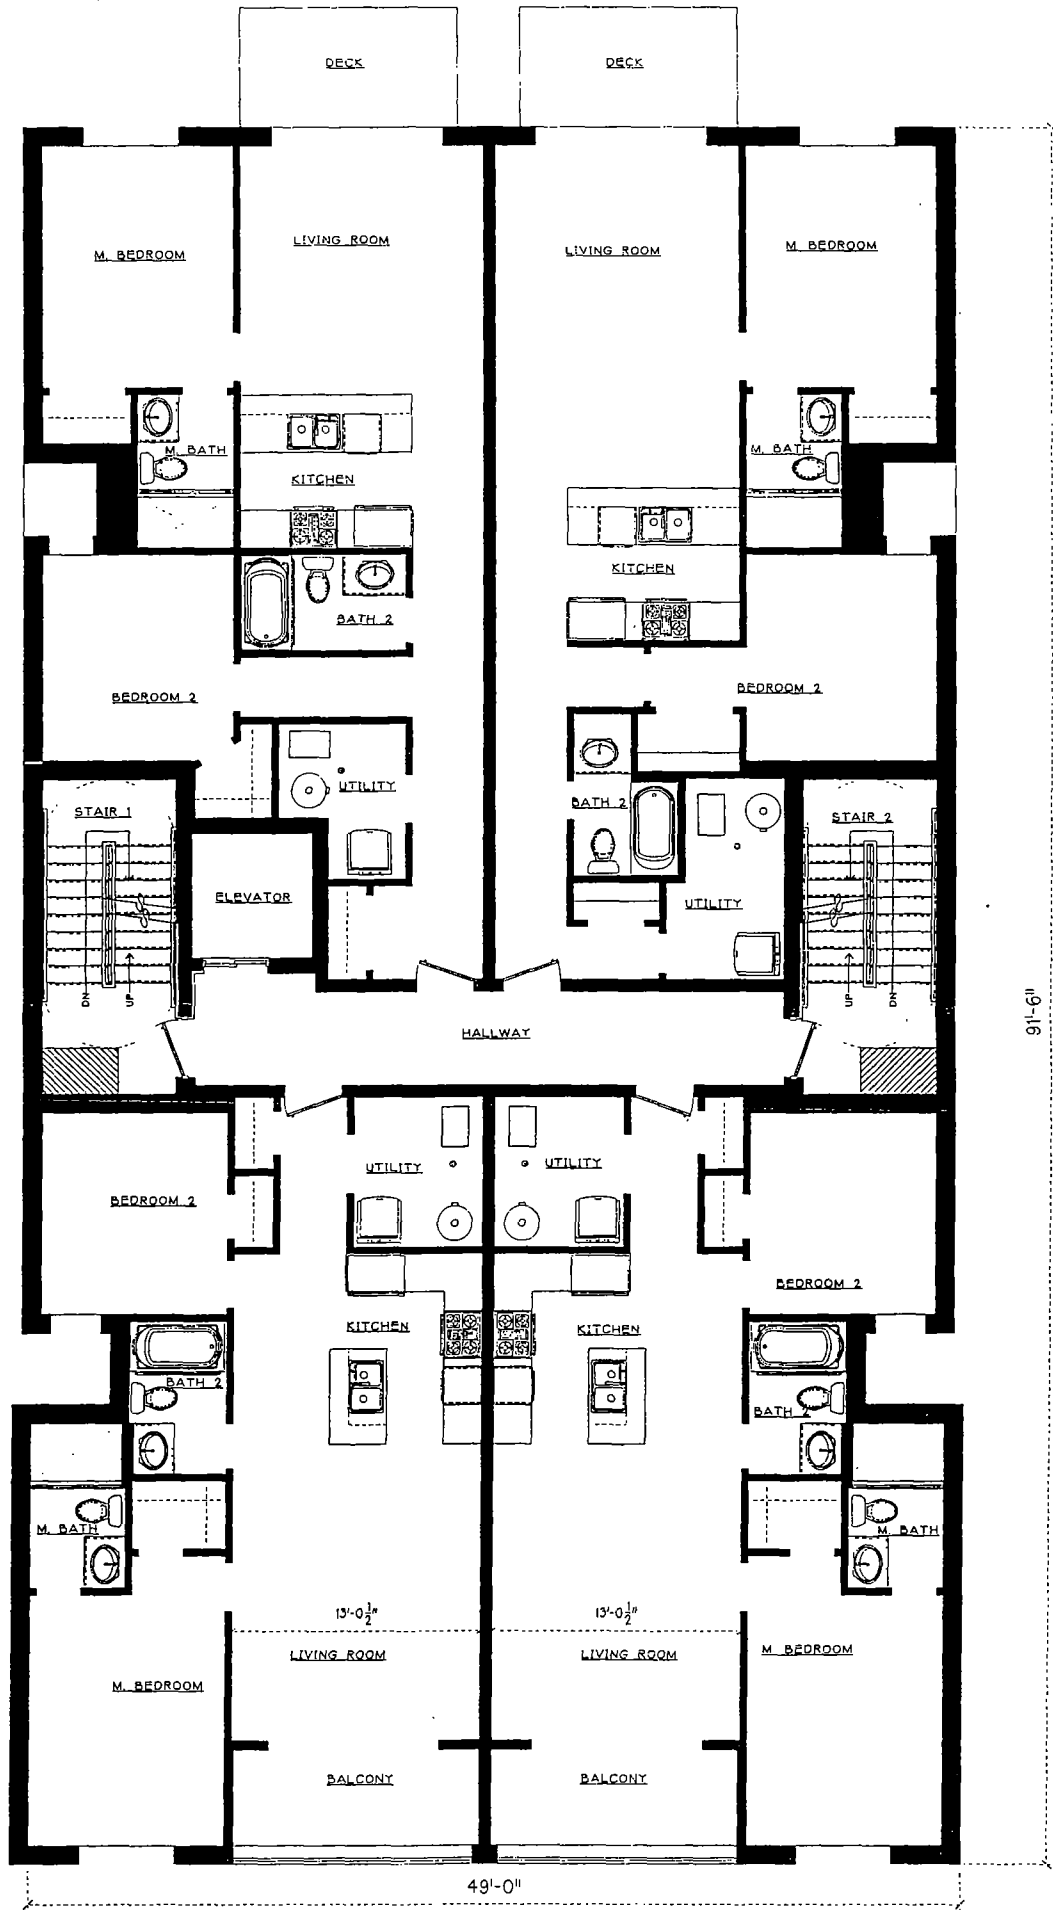 DECK
DECK
LIVING ROOM
M. BEDROOM
LIVING ROOM
M. BEDROOM
M. BATH
M. BATH
KITCHEN
KITCHEN
BATH 2
BEDROOM 2
BEDROOM 2
UTILITY
BATH 2
STAIR 1
STAIR 2
ELEVATOR
UTILITY
DN
UP
UP
DN
HALLWAY
91'-6"
UTILITY
UTILITY
BEDROOM 2
BEDROOM 2
KITCHEN
KITCHEN
BATH 2
BATH 2
M. BATH
M. BATH
13'-0 1/2"
13'-0 1/2"
LIVING ROOM
LIVING ROOM
M BEDROOM
M. BEDROOM
BALCONY
BALCONY
49'-0"